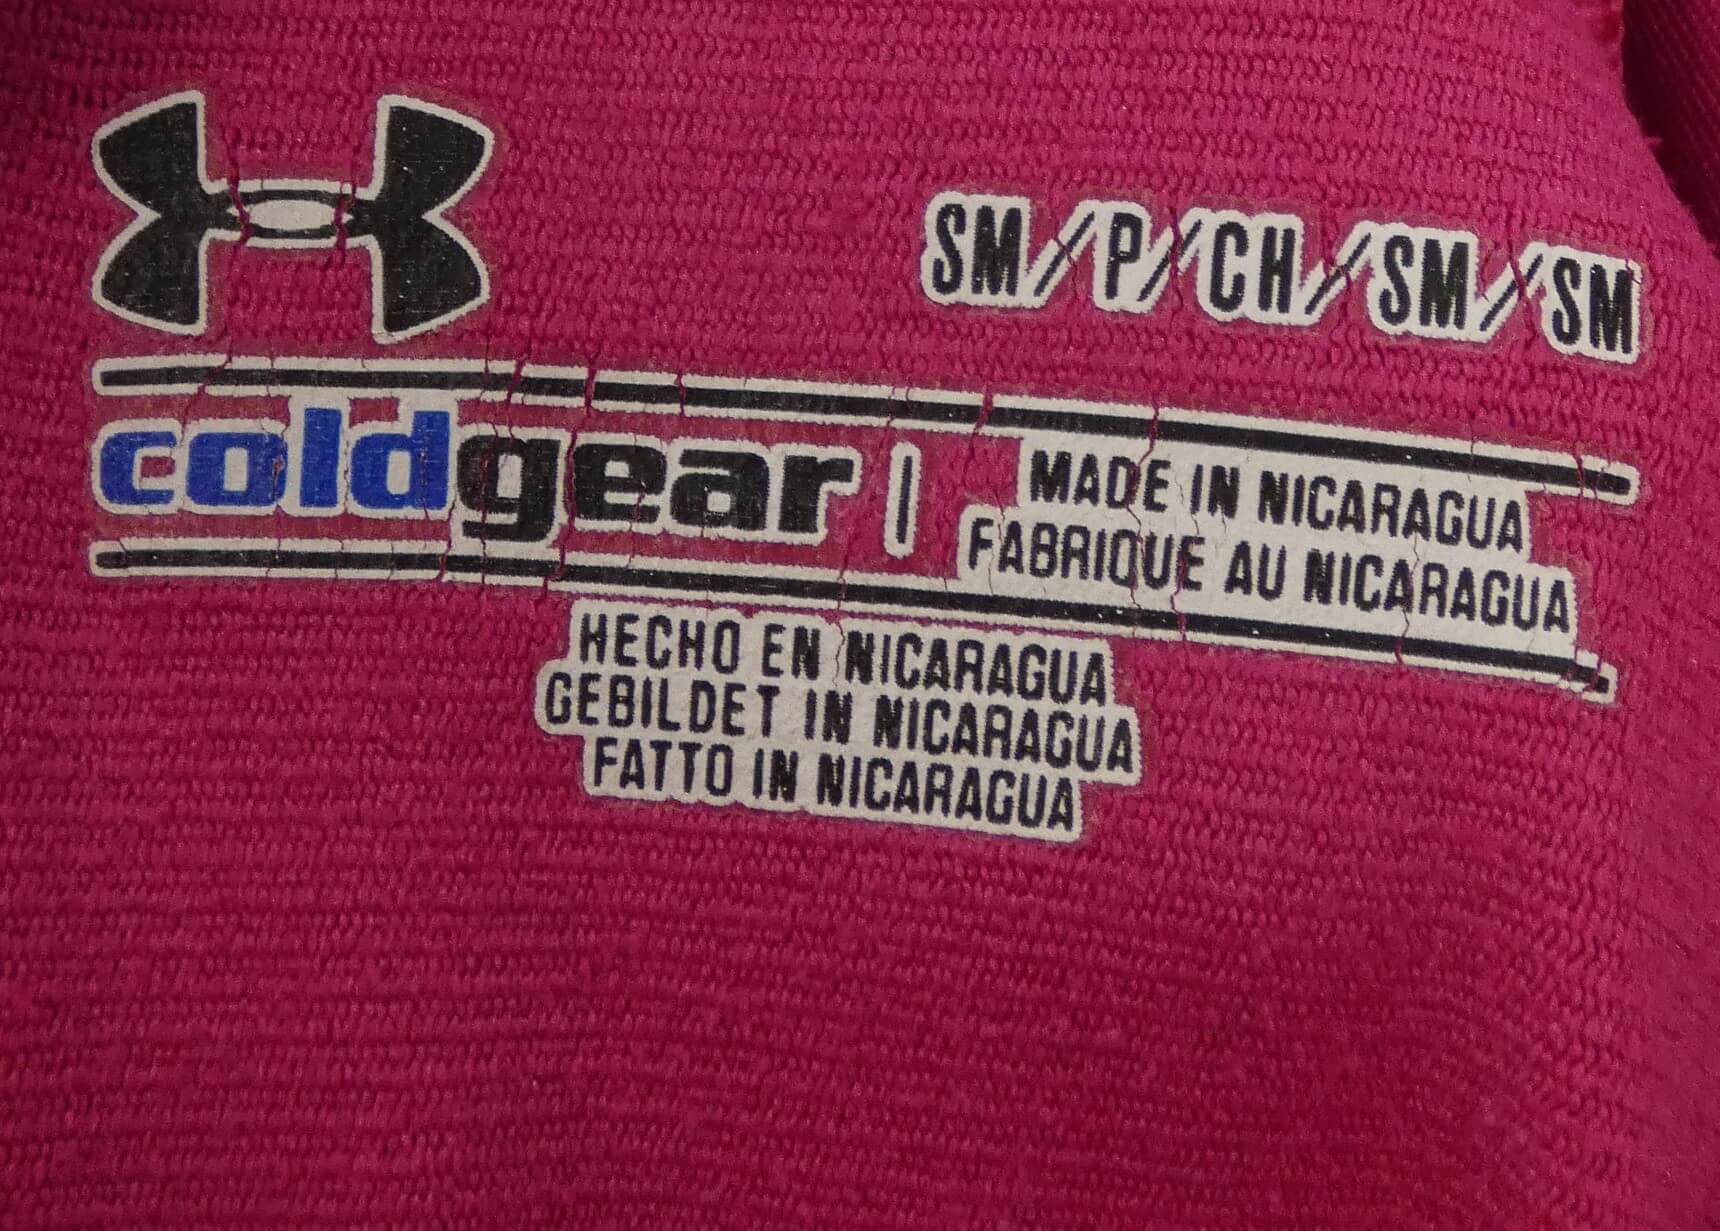 SM/P/CH/SM/SM
coldgear |
MADE IN NICARAGUA
FABRIQUE AU NICARAGUA
HECHO EN NICARAGUA
GEBILDET IN NICARAGUA
FATTO IN NICARAGUA